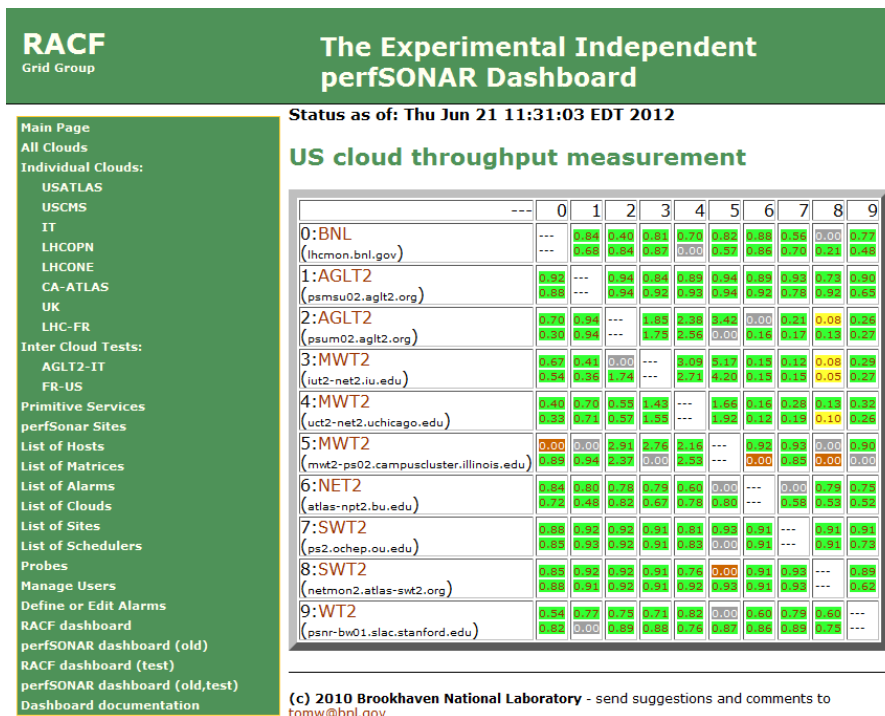 RACF
Grid Group
The Experimental Independent
perfSONAR Dashboard
Main Page
All Clouds
Individual Clouds:
USATLAS
USCMS
IT
LHCOPN
LHCONE
CA-ATLAS
UK
LHC-FR
Inter Cloud Tests:
AGLT2-IT
FR-US
Primitive Services
perfSonar Sites
List of Hosts
List of Matrices
List of Alarms
List of Clouds
List of Sites
List of Schedulers
Probes
Manage Users
Define or Edit Alarms
RACF dashboard
perfSONAR dashboard (old)
RACF dashboard (test)
perfSONAR dashboard (old,test)
Dashboard documentation
Status as of: Thu Jun 21 11:31:03 EDT 2012
US cloud throughput measurement
--- 0 1 2 3 4 5 6 7 8 9
0:BNL --- 0.84 0.40 0.81 0.70 0.82 0.88 0.56 0.00 0.77
(lhcmon.bnl.gov) --- 0.68 0.84 0.87 0.00 0.57 0.86 0.70 0.21 0.48
1:AGLT2 0.92 --- 0.94 0.84 0.89 0.94 0.89 0.93 0.73 0.90
(psmsu02.aglt2.org) 0.88 --- 0.94 0.92 0.93 0.94 0.92 0.78 0.92 0.65
2:AGLT2 0.70 0.94 --- 1.85 2.38 3.42 0.00 0.21 0.08 0.26
(psum02.aglt2.org) 0.30 0.94 --- 1.75 2.56 0.00 0.16 0.17 0.13 0.27
3:MWT2 0.67 0.41 0.00 --- 3.09 5.17 0.15 0.12 0.08 0.29
(iut2-net2.iu.edu) 0.54 0.36 1.74 --- 2.71 4.20 0.15 0.15 0.05 0.27
4:MWT2 0.40 0.70 0.55 1.43 --- 1.66 0.16 0.28 0.13 0.32
(uct2-net2.uchicago.edu) 0.33 0.71 0.57 1.55 --- 1.92 0.12 0.19 0.10 0.26
5:MWT2 0.00 0.00 2.91 2.76 2.16 --- 0.92 0.93 0.00 0.90
(mwt2-ps02.campuscluster.illinois.edu) 0.89 0.94 2.37 0.00 2.53 --- 0.00 0.85 0.00 0.00
6:NET2 0.84 0.80 0.78 0.79 0.60 0.00 --- 0.00 0.79 0.75
(atlas-npt2.bu.edu) 0.72 0.48 0.82 0.67 0.78 0.80 --- 0.58 0.53 0.52
7:SWT2 0.88 0.92 0.92 0.91 0.81 0.93 0.91 --- 0.91 0.91
(ps2.ochep.ou.edu) 0.85 0.93 0.92 0.91 0.83 0.00 0.91 --- 0.91 0.73
8:SWT2 0.85 0.92 0.92 0.91 0.76 0.00 0.91 0.93 --- 0.89
(netmon2.atlas-swt2.org) 0.88 0.91 0.92 0.92 0.92 0.93 0.91 0.93 --- 0.62
9:WT2 0.54 0.77 0.75 0.71 0.82 0.00 0.60 0.79 0.60 ---
(psnr-bw01.slac.stanford.edu) 0.82 0.00 0.89 0.88 0.76 0.87 0.86 0.89 0.75 ---
(c) 2010 Brookhaven National Laboratory - send suggestions and comments to
tomw@bnl.gov